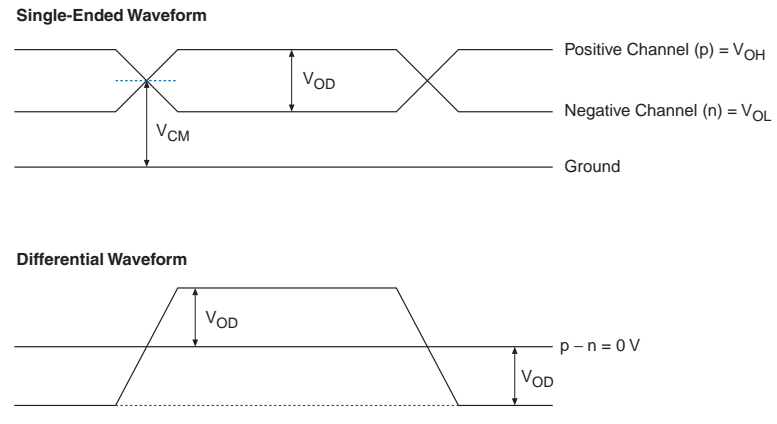 Single-Ended Waveform
Positive Channel (p) = VOH
VOD
Negative Channel (n) = VOL
VCM
Ground
Differential Waveform
VOD
p – n = 0 V
VOD